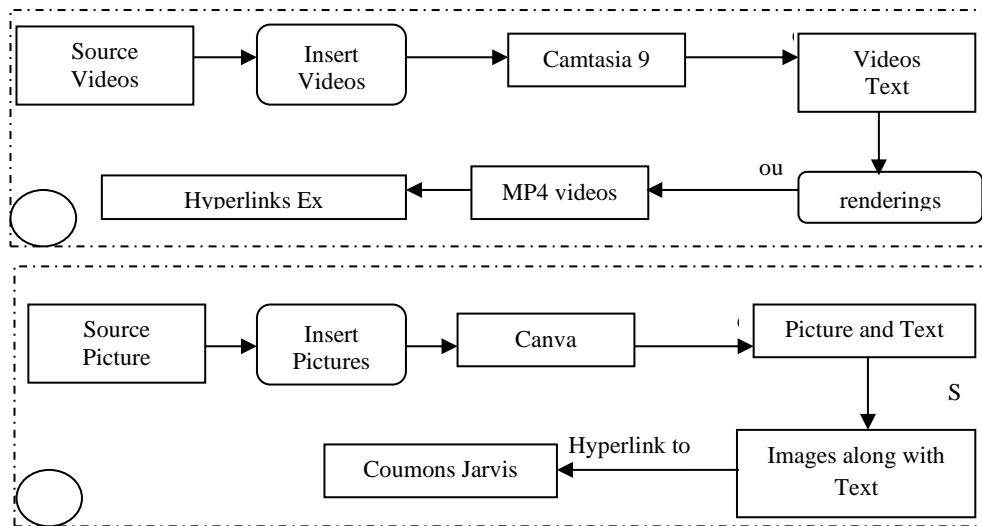 Source
Videos
Insert
Videos
Camtasia 9
Videos
Text
renderings
ou
MP4 videos
Hyperlinks Ex
Source
Picture
Insert
Pictures
Canva
Picture and Text
S
Images along with
Text
Hyperlink to
Coumons Jarvis